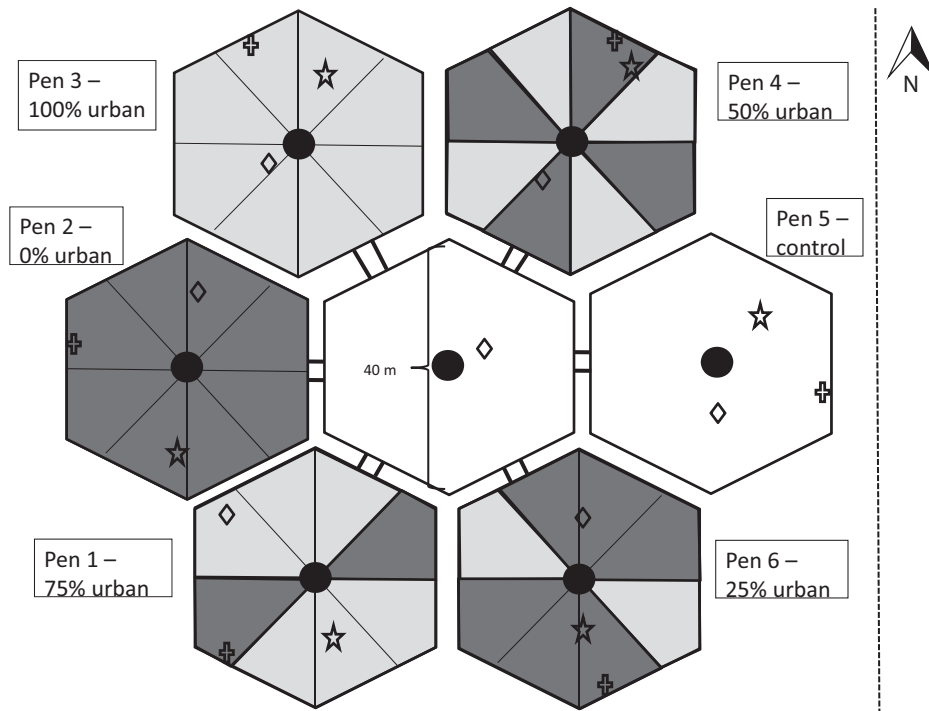 Pen 3 –
100% urban
Pen 4 –
50% urban
N
Pen 2 –
0% urban
Pen 5 –
control
40 m
Pen 1 –
75% urban
Pen 6 –
25% urban